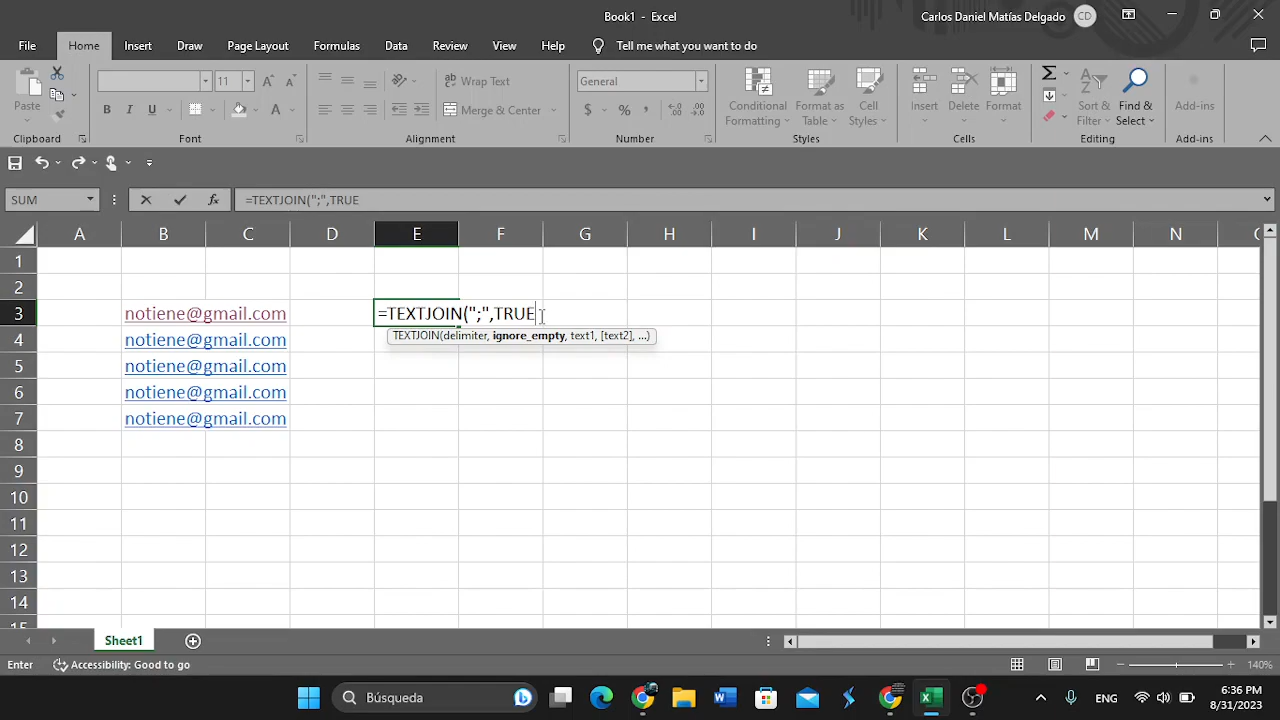 Book1 - Excel
Carlos Daniel Matías Delgado CD
File Home Insert Draw Page Layout Formulas Data Review View Help Tell me what you want to do
11 Wrap Text General
Paste B I U Merge & Center $ % Conditional Formatting Format as Table Cell Styles Insert Delete Format Sort & Filter Find & Select Add-ins
Clipboard Font Alignment Number Styles Cells Editing Add-ins
SUM fx =TEXTJOIN(";",TRUE
A B C D E F G H I J K L M N
1
2
3 notiene@gmail.com =TEXTJOIN(";",TRUE
4 notiene@gmail.com TEXTJOIN(delimiter, ignore_empty, text1, [text2], ...)
5 notiene@gmail.com
6 notiene@gmail.com
7 notiene@gmail.com
8
9
10
11
12
13
14
15
Sheet1
Enter Accessibility: Good to go 140%
Búsqueda ENG 6:36 PM
8/31/2023